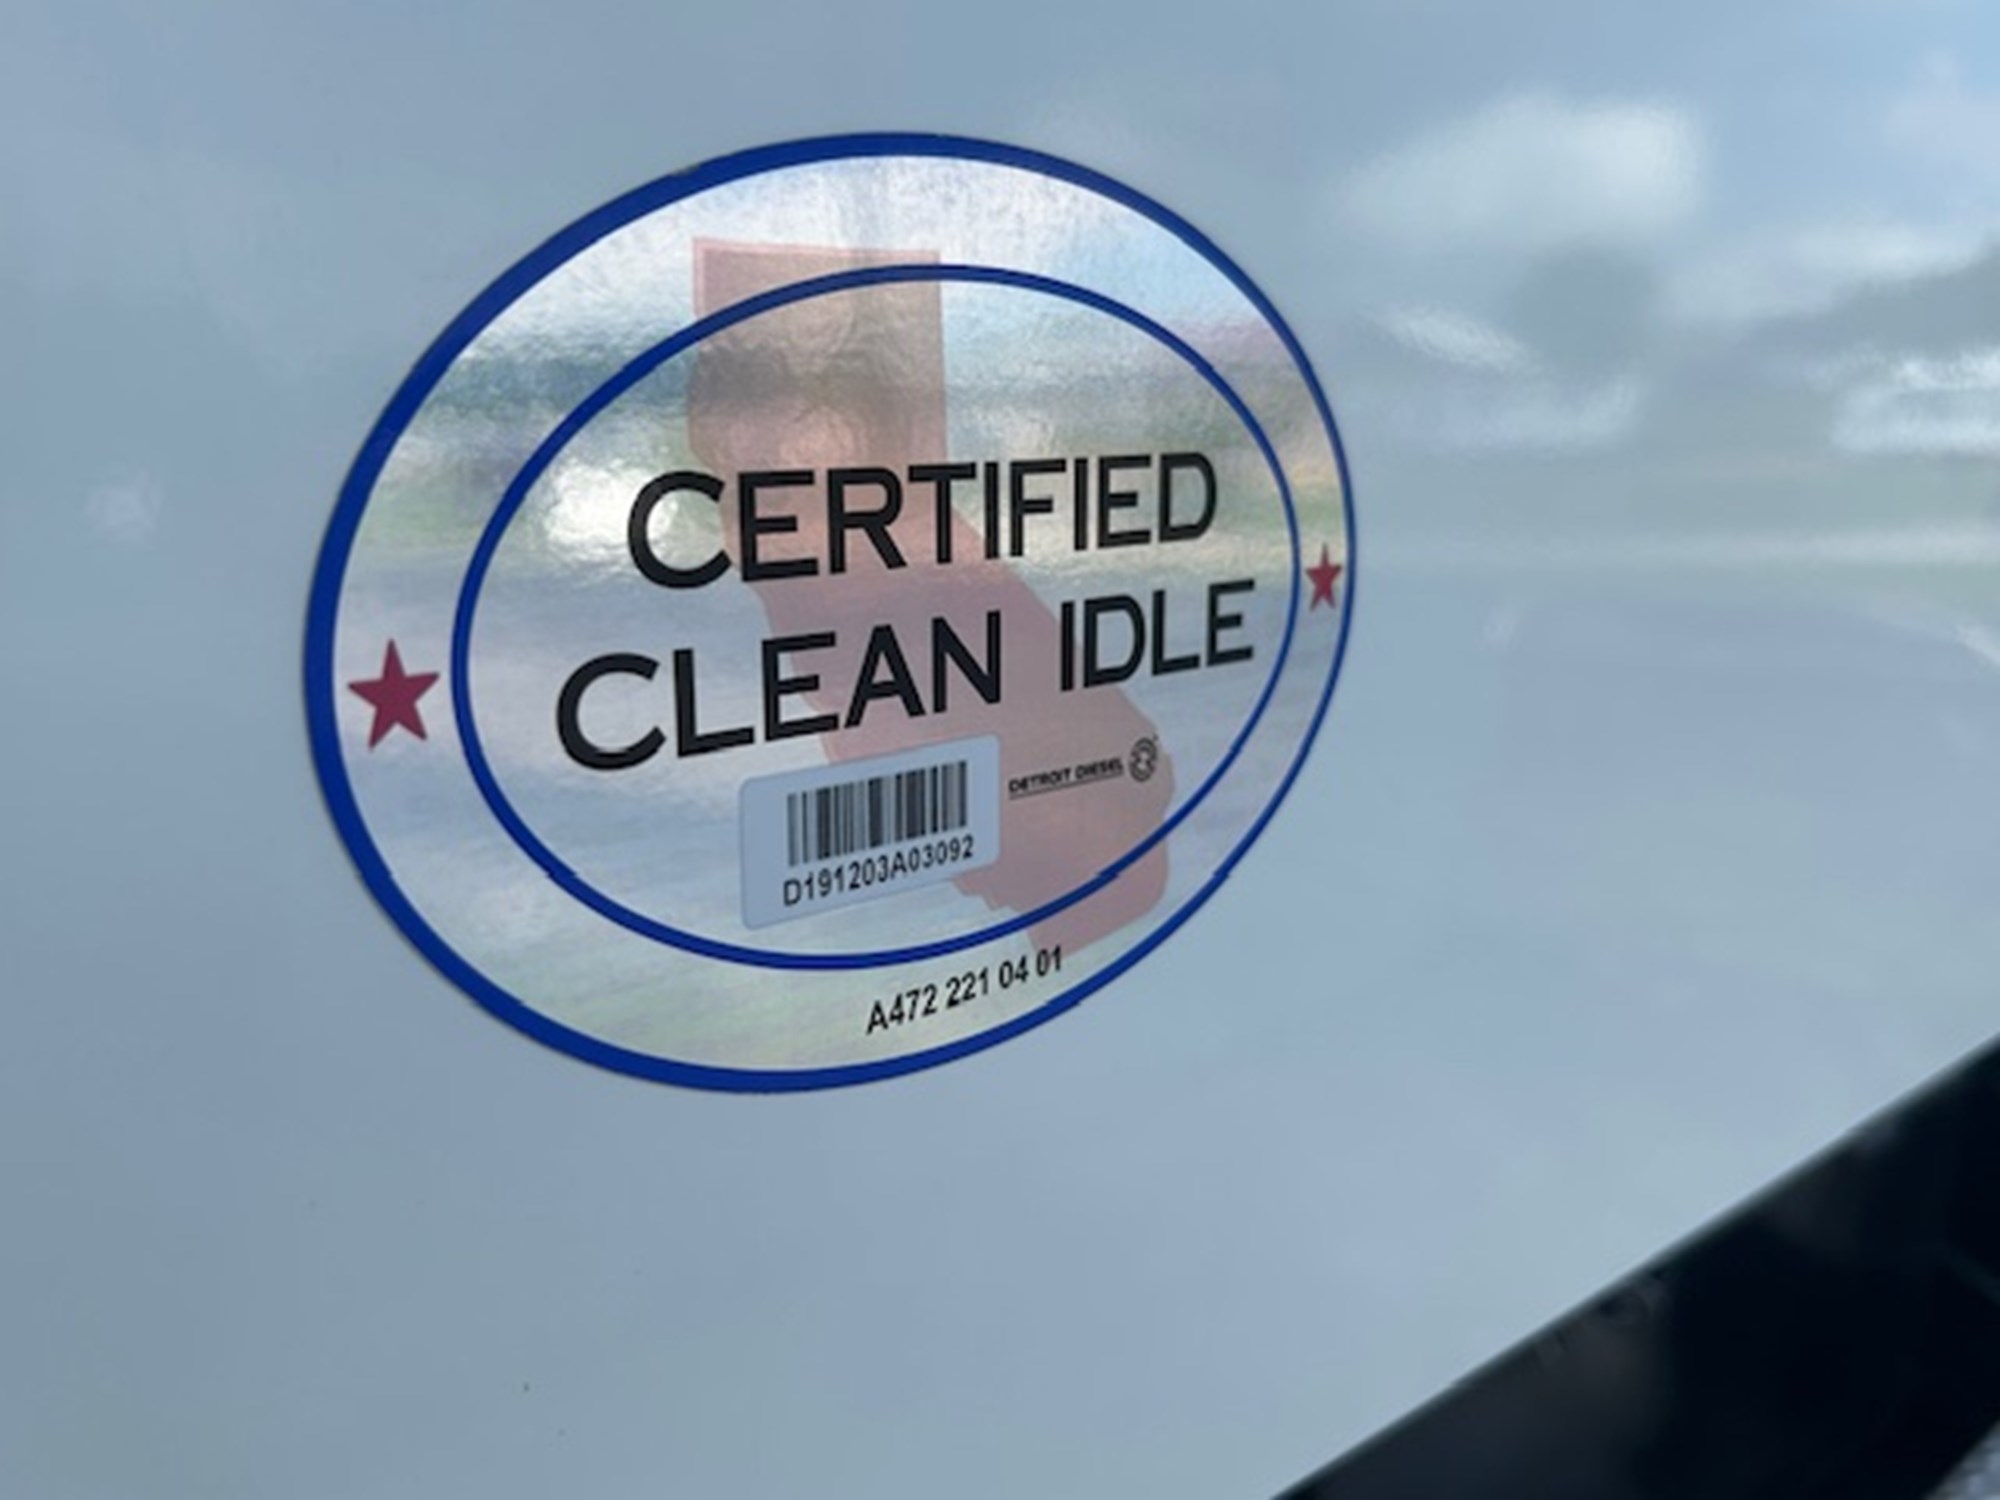 CERTIFIED
CLEAN IDLE
DETROIT DIESEL
D191203A03092
A472 221 04 01